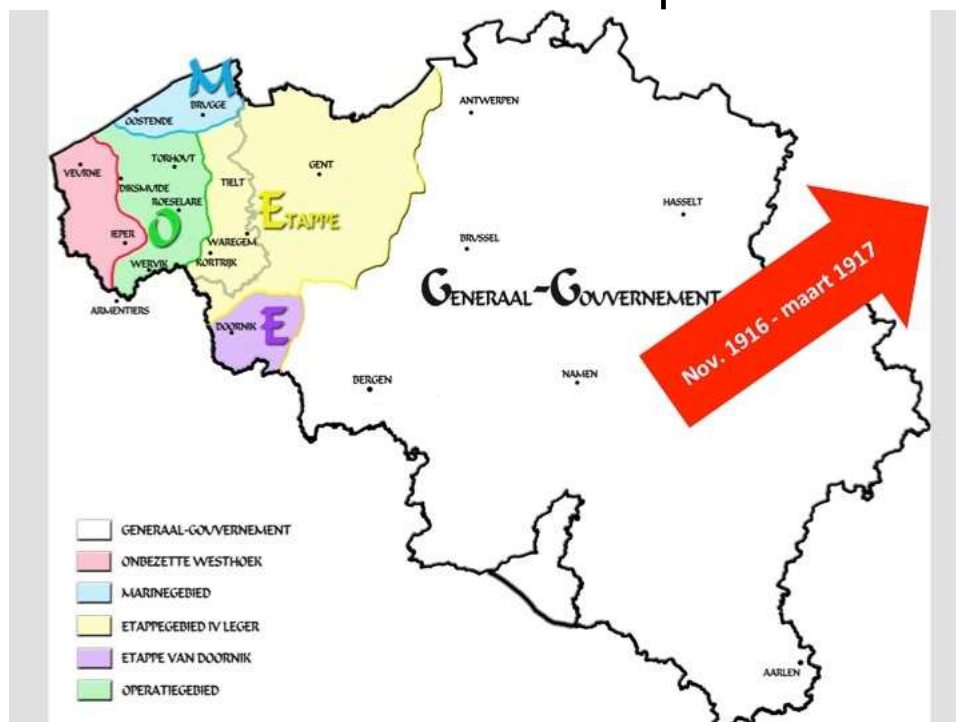 M
BRUGGE
OOSTENDE
ANTWERPEN
VEURNE
TORHOUT
GENT
DIKSMUIDE
TIELT
ROESELARE
HASSELT
O
ETAPPE
IEPER
WAREGEM
BRUSSEL
WERVIK
KORTRIJK
GENERAAL-GOUVERNEMENT
ARMENTIERS
DOORNIK
E
Nov. 1916 - maart 1917
BERGEN
NAMEN
GENERAAL-GOUVERNEMENT
ONBEZETTE WESTHOEK
MARINEGEBIED
ETAPPEGEBIED IV LEGER
ETAPPE VAN DOORNIK
OPERATIEGEBIED
AARLEN